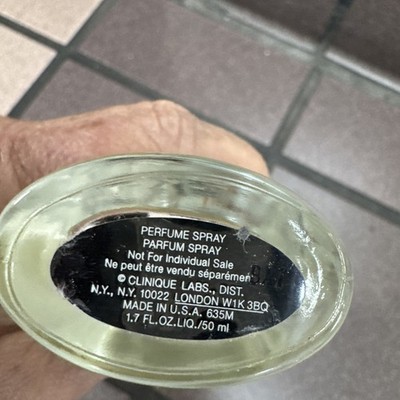 PERFUME SPRAY
PARFUM SPRAY
Not For Individual Sale
Ne peut être vendu séparément
© CLINIQUE LABS., DIST.
N.Y., N.Y. 10022 LONDON W1K 3BQ
MADE IN U.S.A. 635M
1.7 FL.OZ.LIQ./50 ml